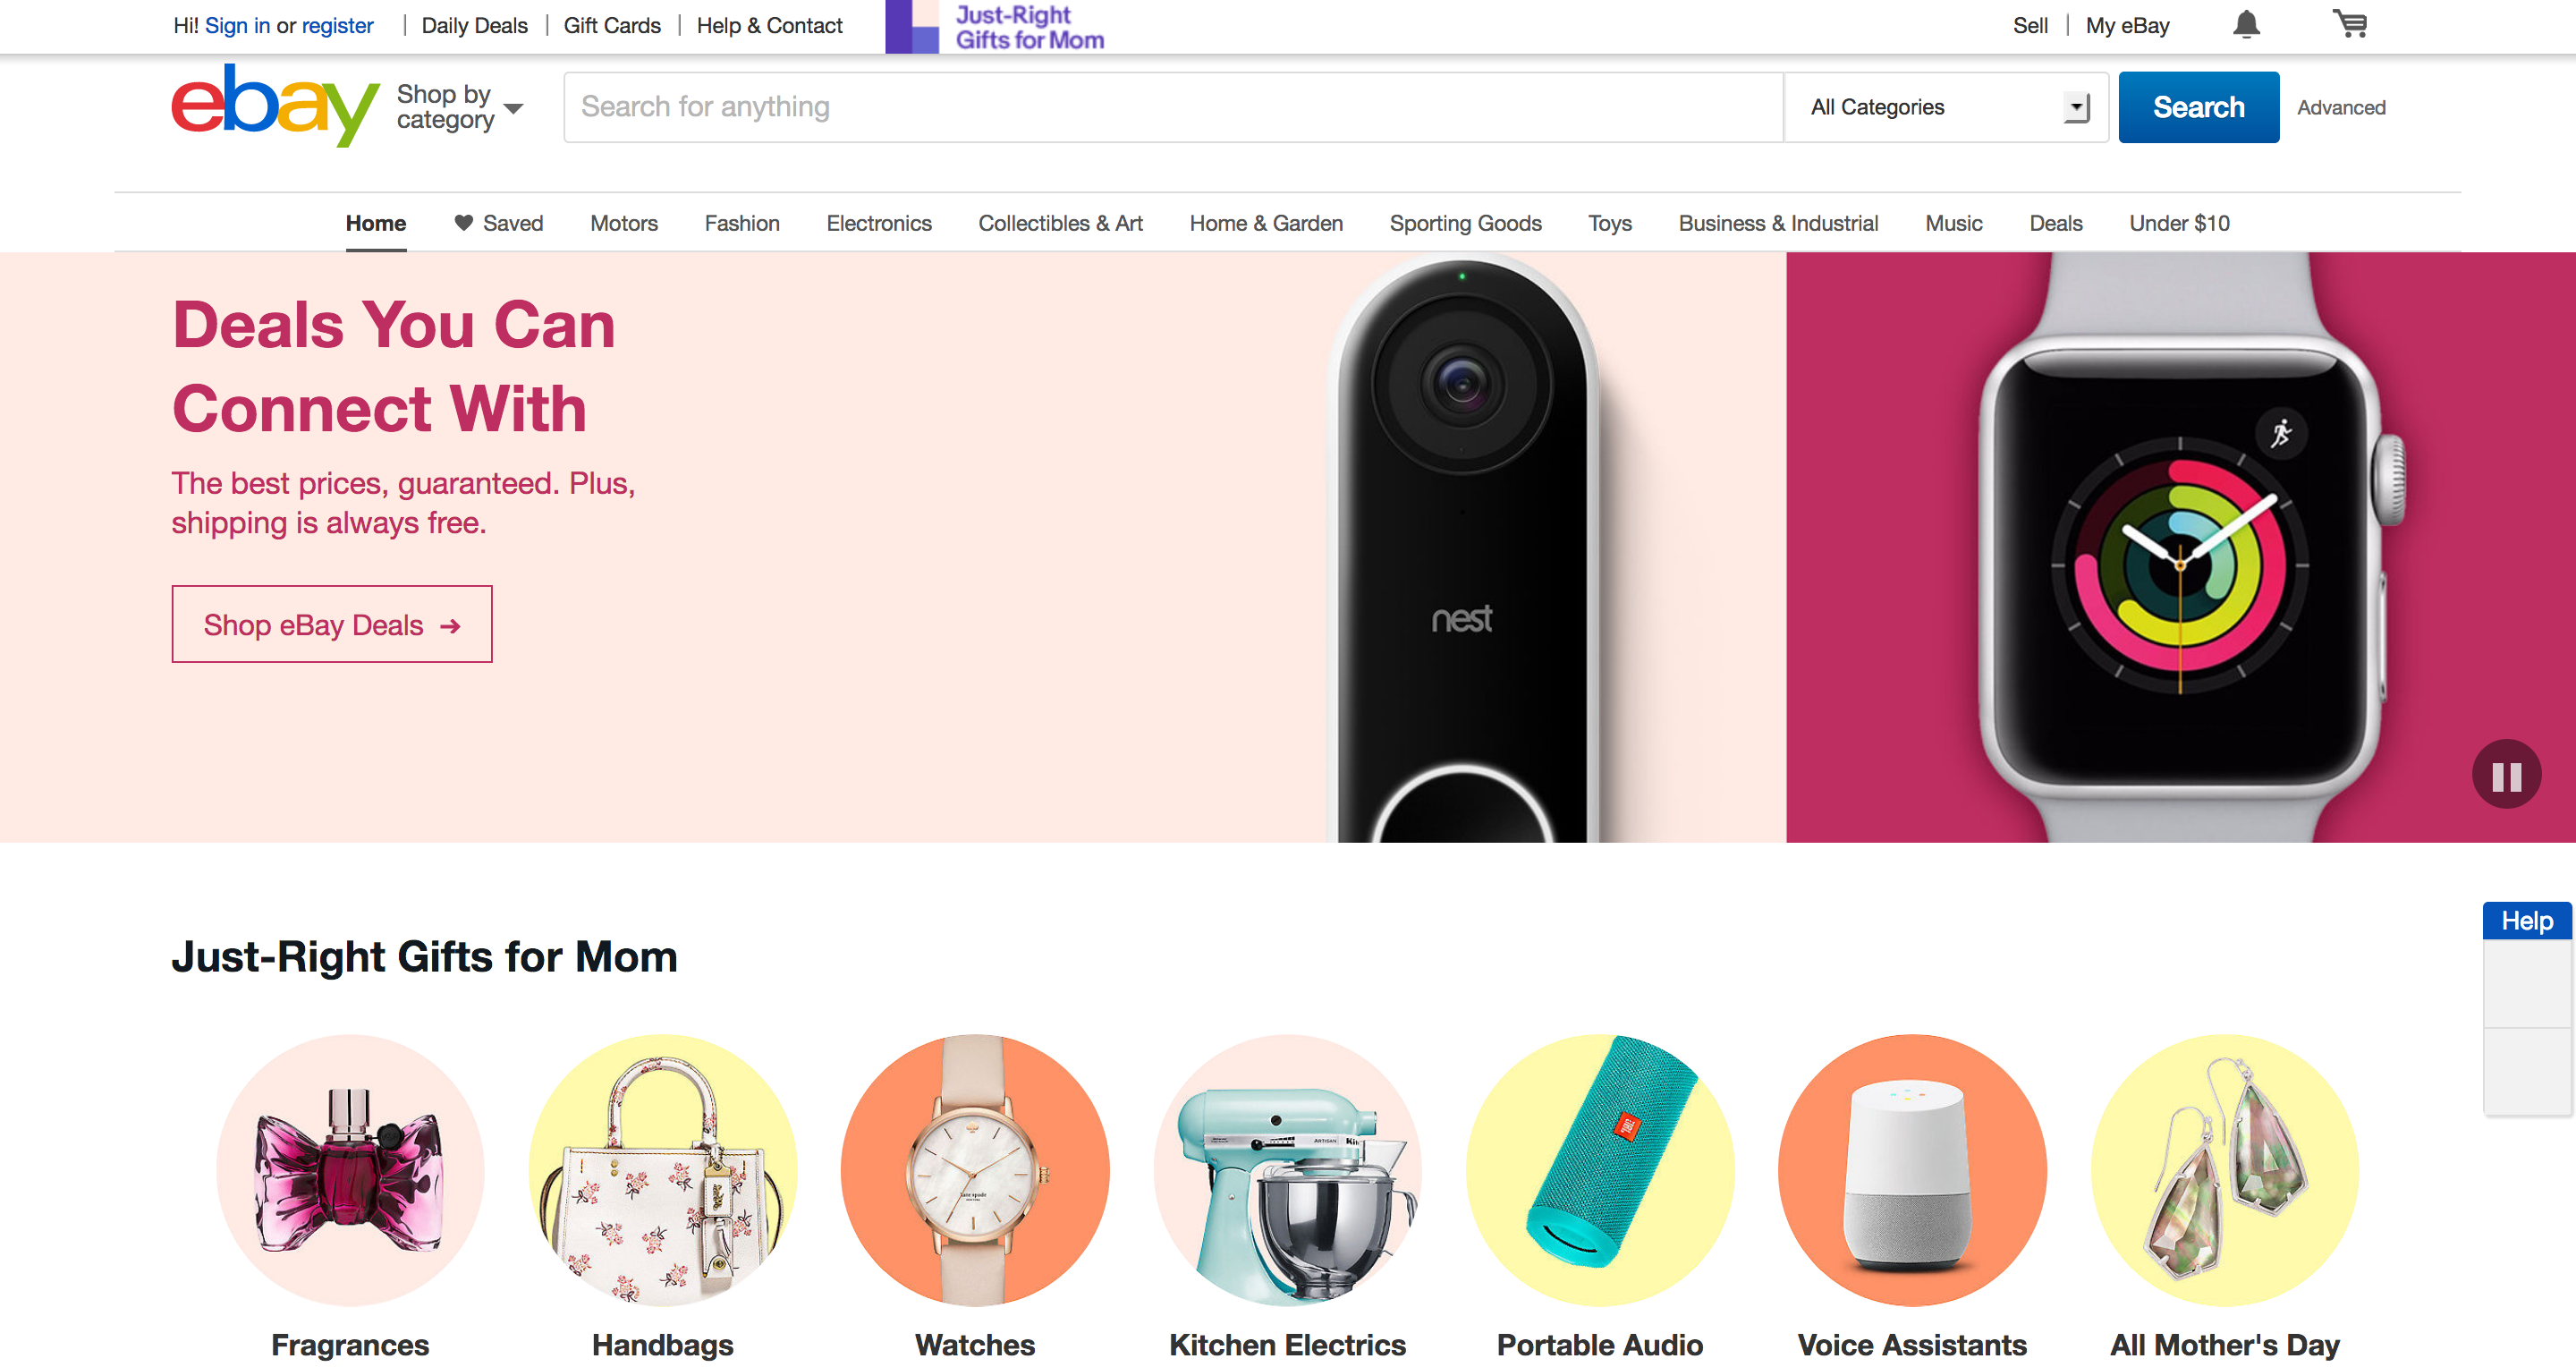 Hi! Sign in or register | Daily Deals | Gift Cards | Help & Contact
Just-Right
Gifts for Mom
Sell | My eBay
ebay
Shop by
category
Search for anything
All Categories
Search
Advanced
Home
Saved
Motors
Fashion
Electronics
Collectibles & Art
Home & Garden
Sporting Goods
Toys
Business & Industrial
Music
Deals
Under $10
Deals You Can
Connect With
The best prices, guaranteed. Plus,
shipping is always free.
Shop eBay Deals →
nest
Help
Just-Right Gifts for Mom
kate spade
ARTISAN
JBL
Fragrances
Handbags
Watches
Kitchen Electrics
Portable Audio
Voice Assistants
All Mother's Day